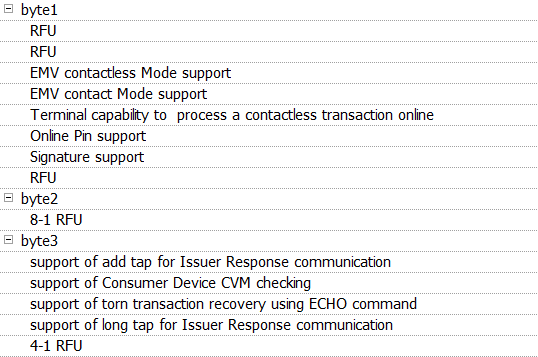 byte1
RFU
RFU
EMV contactless Mode support
EMV contact Mode support
Terminal capability to  process a contactless transaction online
Online Pin support
Signature support
RFU
byte2
8-1 RFU
byte3
support of add tap for Issuer Response communication
support of Consumer Device CVM checking
support of torn transaction recovery using ECHO command
support of long tap for Issuer Response communication
4-1 RFU